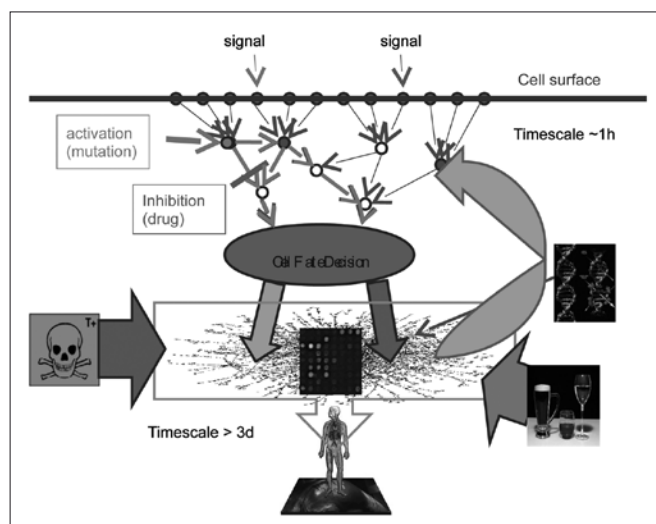 signal
signal
Cell surface
activation
(mutation)
Timescale ~1h
Inhibition
(drug)
Cell Fate Decision
T+
Timescale > 3d